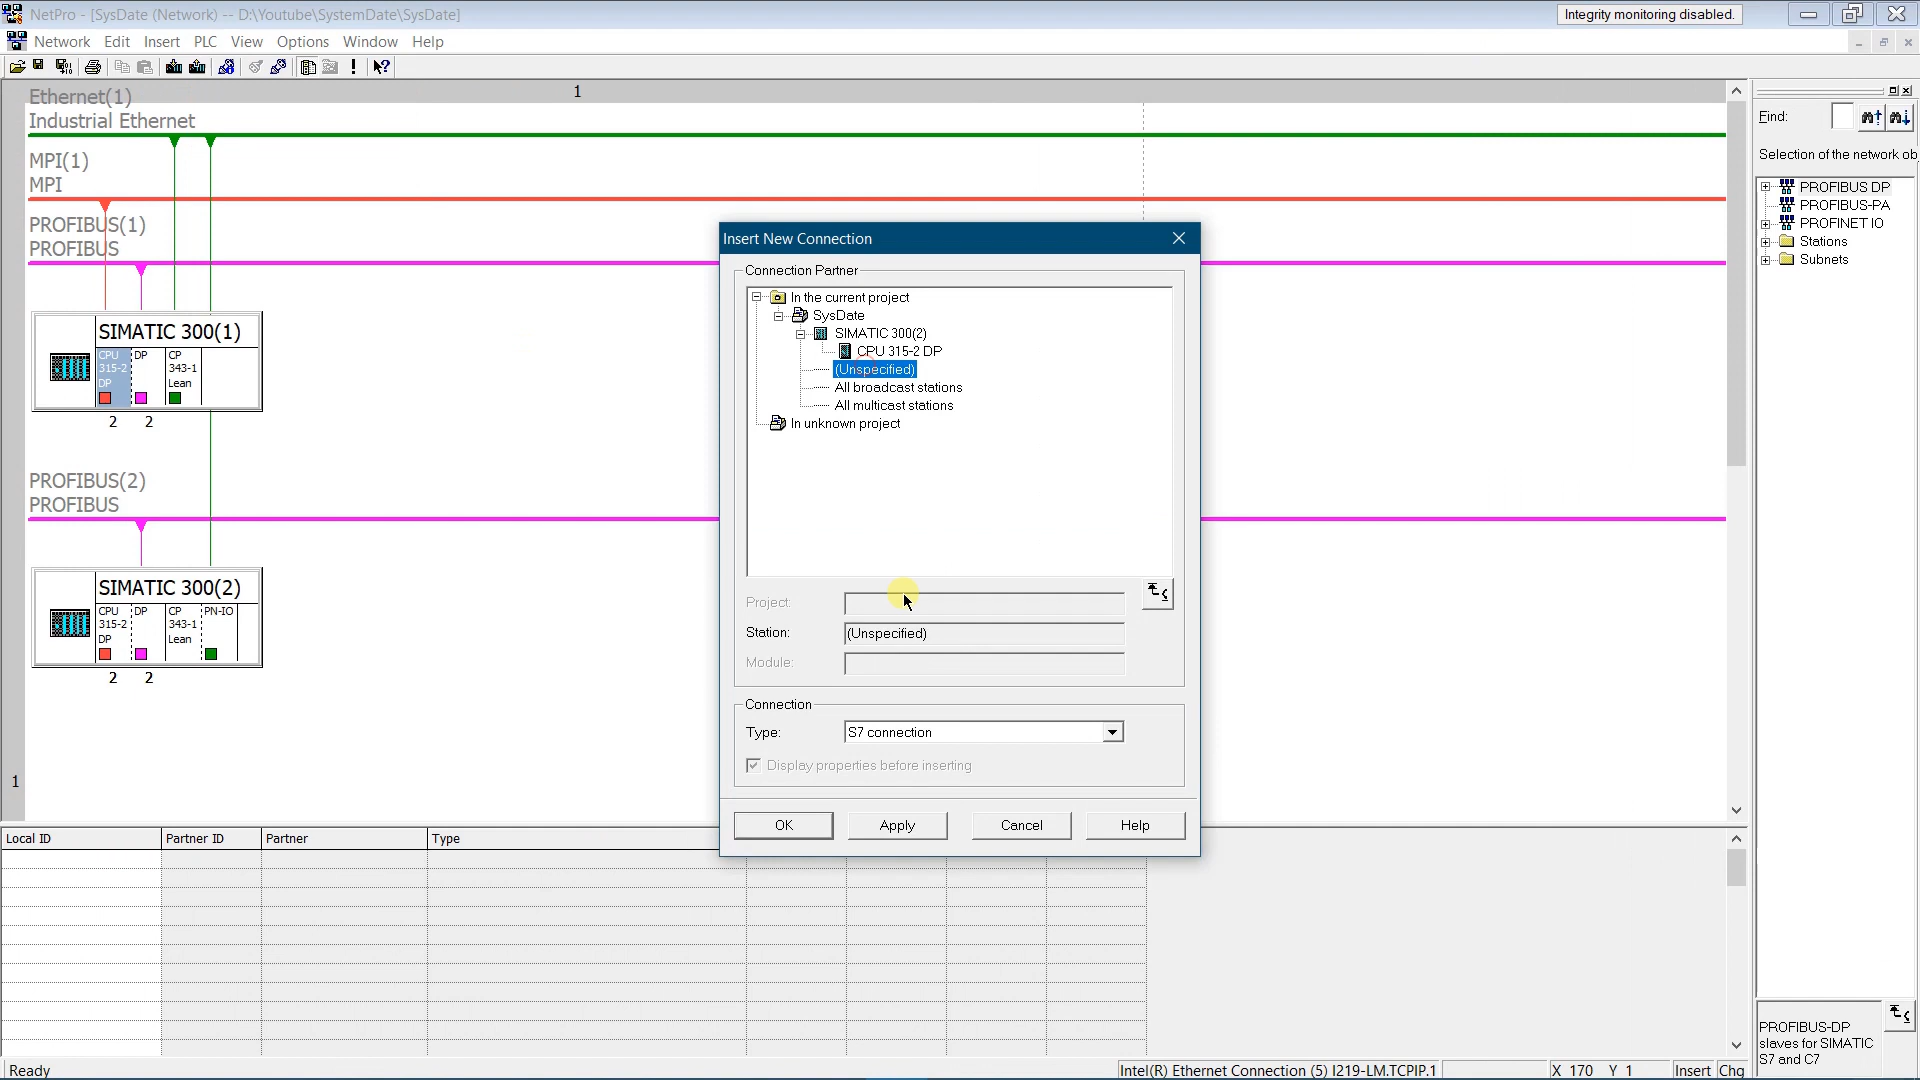 NetPro - [SysDate (Network) -- D:\Youtube\SystemDate\SysDate]
Integrity monitoring disabled.
Network Edit Insert PLC View Options Window Help
1
Ethernet(1)
Industrial Ethernet
MPI(1)
MPI
PROFIBUS(1)
PROFIBUS
SIMATIC 300(1)
CPU 315-2 DP
DP
CP 343-1 Lean
2 2
PROFIBUS(2)
PROFIBUS
SIMATIC 300(2)
CPU 315-2 DP
DP
CP 343-1 Lean
PN-IO
2 2
1
Insert New Connection
Connection Partner
In the current project
SysDate
SIMATIC 300(2)
CPU 315-2 DP
(Unspecified)
All broadcast stations
All multicast stations
In unknown project
Project:
Station: (Unspecified)
Module:
Connection
Type: S7 connection
Display properties before inserting
OK Apply Cancel Help
Find:
Selection of the network ob
PROFIBUS DP
PROFIBUS-PA
PROFINET IO
Stations
Subnets
PROFIBUS-DP
slaves for SIMATIC
S7 and C7
Local ID Partner ID Partner Type
Ready
Intel(R) Ethernet Connection (5) I219-LM.TCPIP.1
X 170 Y 1
Insert
Chg